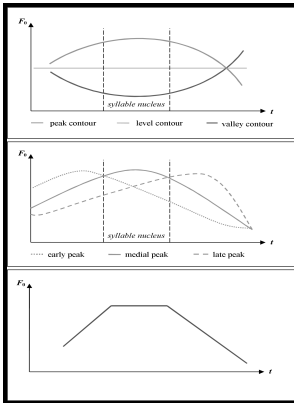 F₀
syllable nucleus
t
peak contour level contour valley contour
F₀
syllable nucleus
t
early peak medial peak late peak
F₀
t